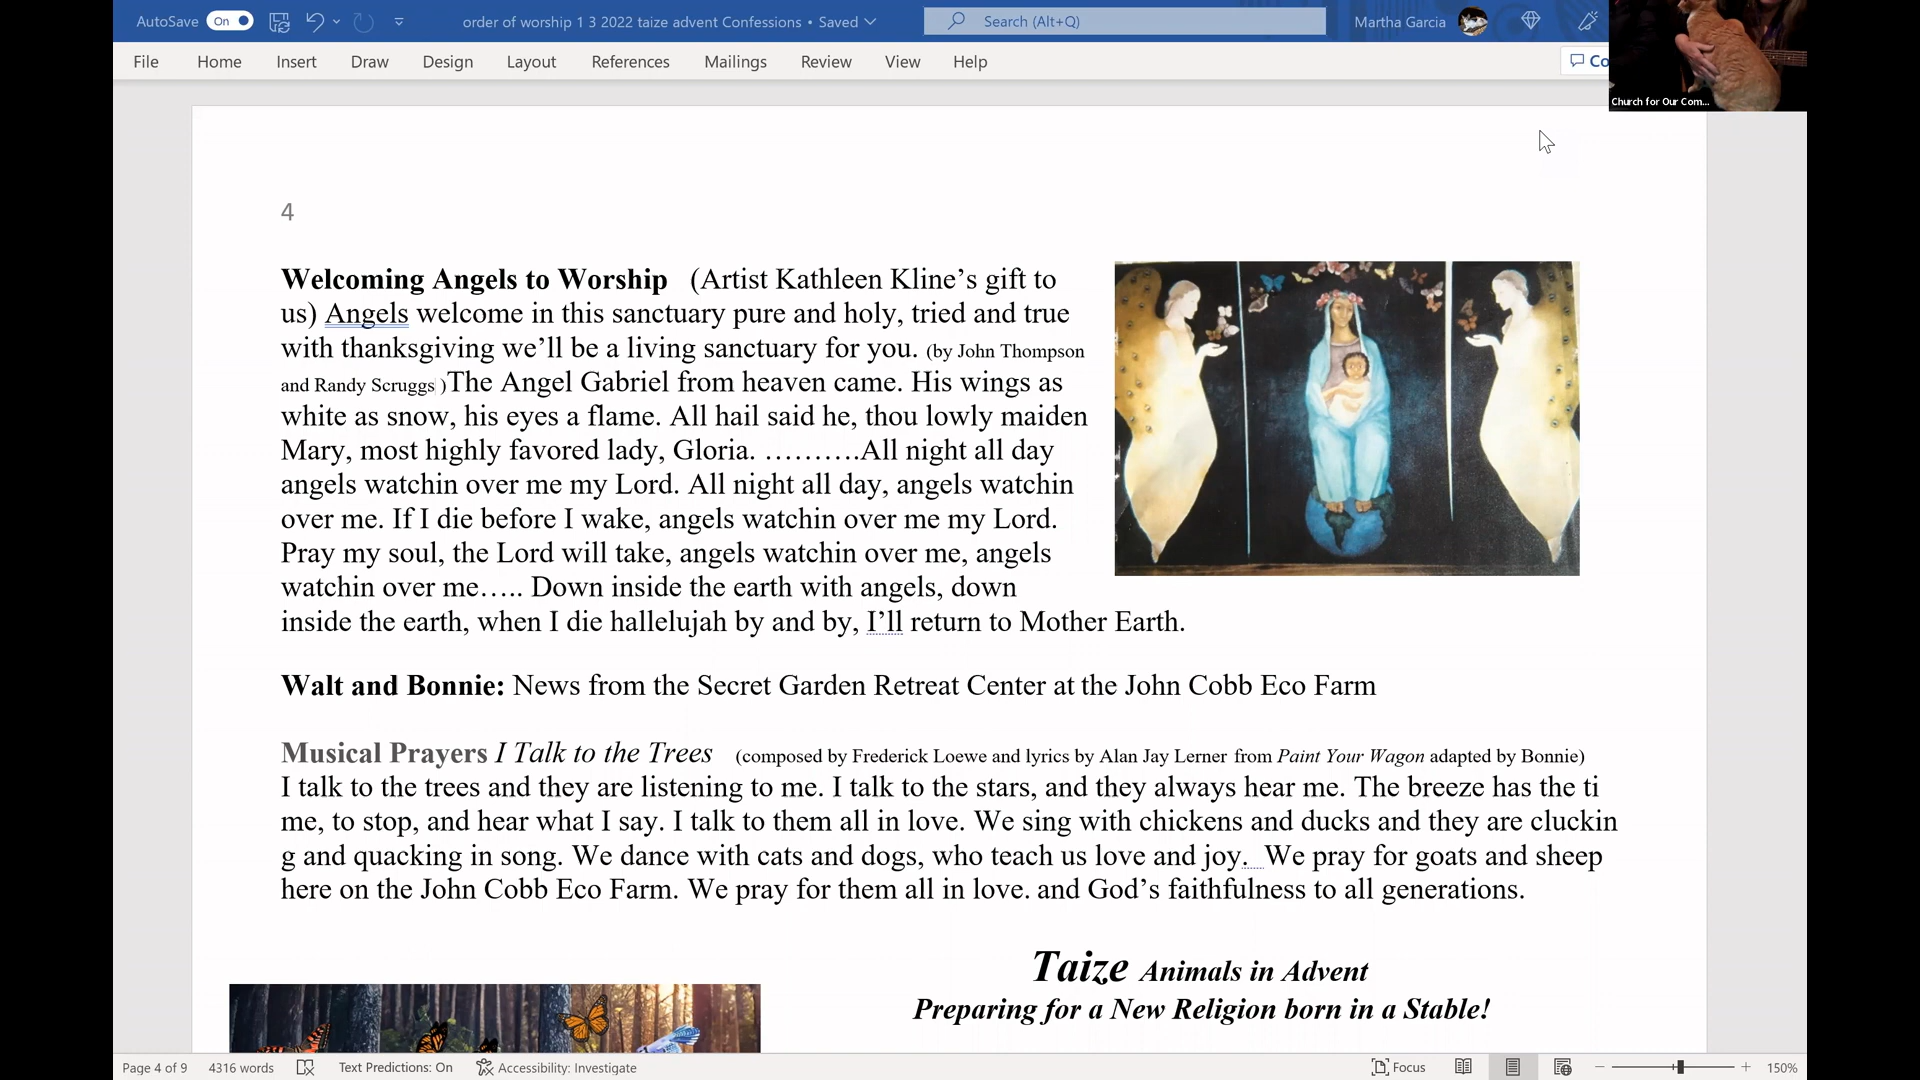 AutoSave On order of worship 1 3 2022 taize advent Confessions • Saved Search (Alt+Q) Martha Garcia
File Home Insert Draw Design Layout References Mailings Review View Help Co
Church for Our Com...
4
Welcoming Angels to Worship (Artist Kathleen Kline’s gift to
us) Angels welcome in this sanctuary pure and holy, tried and true
with thanksgiving we’ll be a living sanctuary for you. (by John Thompson
and Randy Scruggs )The Angel Gabriel from heaven came. His wings as
white as snow, his eyes a flame. All hail said he, thou lowly maiden
Mary, most highly favored lady, Gloria. ……….All night all day
angels watchin over me my Lord. All night all day, angels watchin
over me. If I die before I wake, angels watchin over me my Lord.
Pray my soul, the Lord will take, angels watchin over me, angels
watchin over me….. Down inside the earth with angels, down
inside the earth, when I die hallelujah by and by, I’ll return to Mother Earth.
Walt and Bonnie: News from the Secret Garden Retreat Center at the John Cobb Eco Farm
Musical Prayers I Talk to the Trees (composed by Frederick Loewe and lyrics by Alan Jay Lerner from Paint Your Wagon adapted by Bonnie)
I talk to the trees and they are listening to me. I talk to the stars, and they always hear me. The breeze has the ti
me, to stop, and hear what I say. I talk to them all in love. We sing with chickens and ducks and they are cluckin
g and quacking in song. We dance with cats and dogs, who teach us love and joy. We pray for goats and sheep
here on the John Cobb Eco Farm. We pray for them all in love. and God’s faithfulness to all generations.
Taize Animals in Advent
Preparing for a New Religion born in a Stable!
Page 4 of 9 4316 words Text Predictions: On Accessibility: Investigate Focus 150%